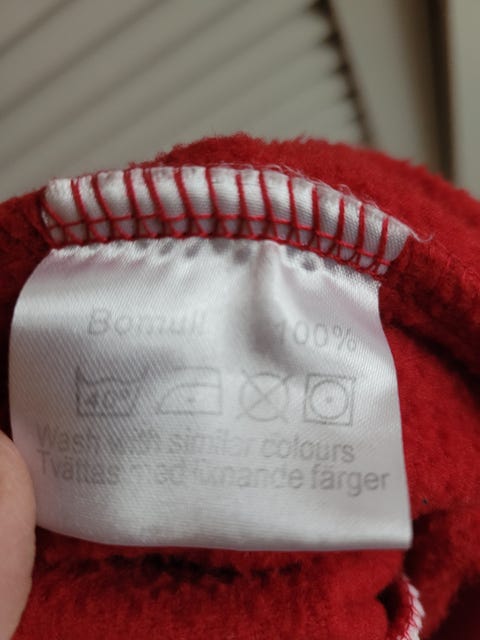 Bomull 100%
40°
Wash with similar colours
Tvättas med liknande färger